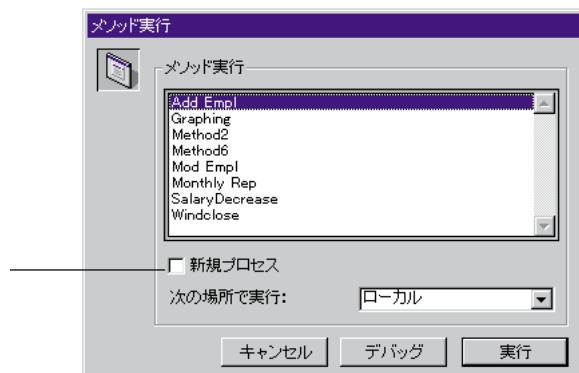 メソッド実行
メソッド実行
Add Empl
Graphing
Method2
Method6
Mod Empl
Monthly Rep
SalaryDecrease
Windclose
新規プロセス
次の場所で実行: ローカル
キャンセル デバッグ 実行